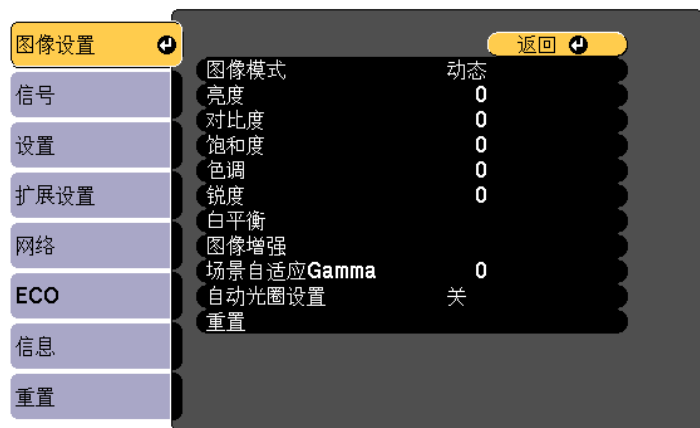 图像设置
信号
设置
扩展设置
网络
ECO
信息
重置
返回
图像模式 动态
亮度 0
对比度 0
饱和度 0
色调 0
锐度 0
白平衡
图像增强
场景自适应Gamma 0
自动光圈设置 关
重置